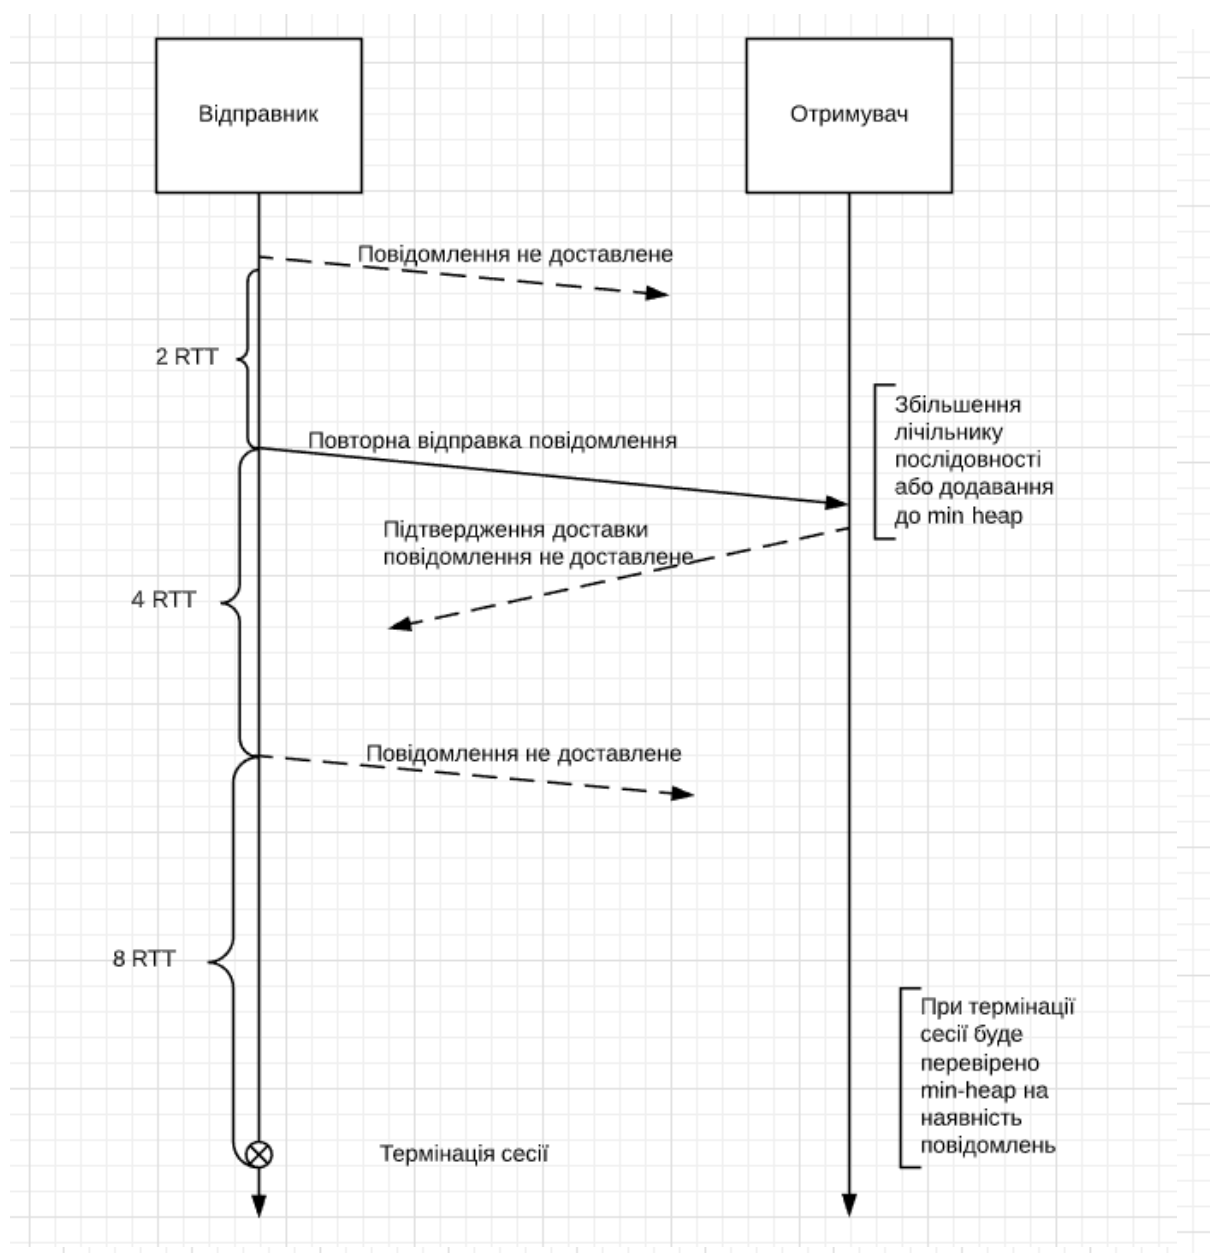 Відправник
Отримувач
Повідомлення не доставлене
2 RTT
Збільшення
лічільнику
послідовності
або додавання
до min heap
Повторна відправка повідомлення
Підтвердження доставки
повідомлення не доставлене
4 RTT
Повідомлення не доставлене
8 RTT
При термінації
сесії буде
перевірено
min-heap на
наявність
повідомлень
Термінація сесії